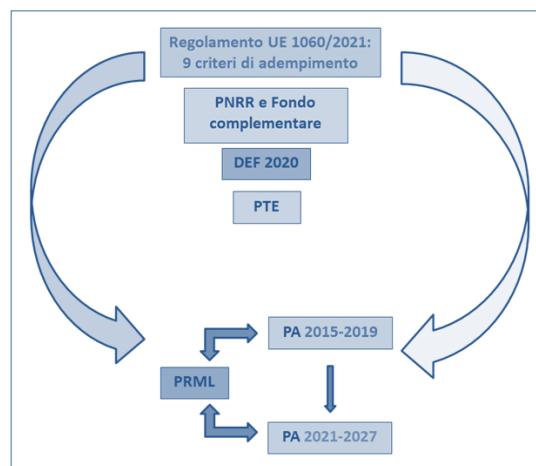 Regolamento UE 1060/2021:
9 criteri di adempimento
PNRR e Fondo
complementare
DEF 2020
PTE
PA 2015-2019
PRML
PA 2021-2027